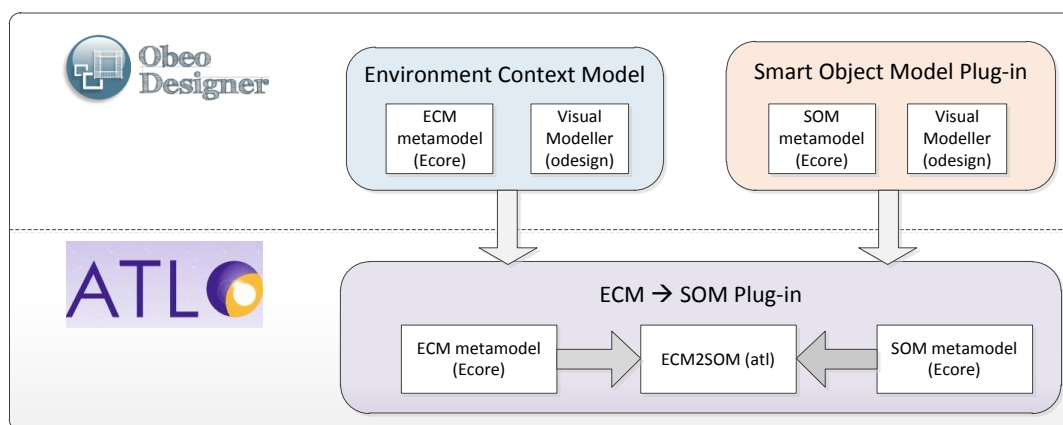 Obeo
Designer
Environment Context Model
ECM
metamodel
(Ecore)
Visual
Modeller
(odesign)
Smart Object Model Plug-in
SOM
metamodel
(Ecore)
Visual
Modeller
(odesign)
ATL
ECM → SOM Plug-in
ECM metamodel
(Ecore)
ECM2SOM (atl)
SOM metamodel
(Ecore)